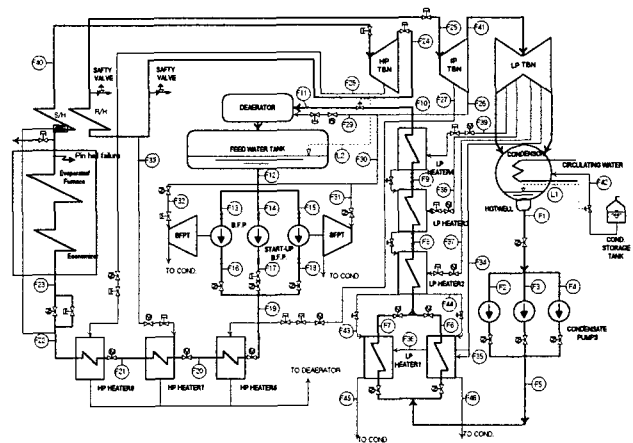 F40
SAFTY
VALVE
SAFTY
VALVE
S/H
R/H
Pin hall failure
Evaporator/
Furnace
Economizer
F33
F23
F22
F21
F20
HP HEATER8
HP HEATER7
HP HEATER6
TO DEAERATOR
F11
DEAERATOR
F29
F30
FEED WATER TANK
L2
F12
F32
F31
F13
F14
F15
BFPT
B.F.P
START-UP
B.F.P
BFPT
TO COND.
TO COND.
F16
F17
F18
F19
HP
TBN
F24
F25
F41
IP
TBN
LP TBN
F27
F26
F10
F39
LP
HEATER4
F9
F38
LP HEATER3
F8
F37
LP HEATER2
F34
F44
F43
F7
F6
F36
F35
LP
HEATER1
F45
F46
TO COND
TO COND.
CONDENSOR
CIRCULATING WATER
F42
L1
HOTWELL
F1
COND.
STORAGE
TANK
F2
F3
F4
CONDENSATE
PUMPS
F5